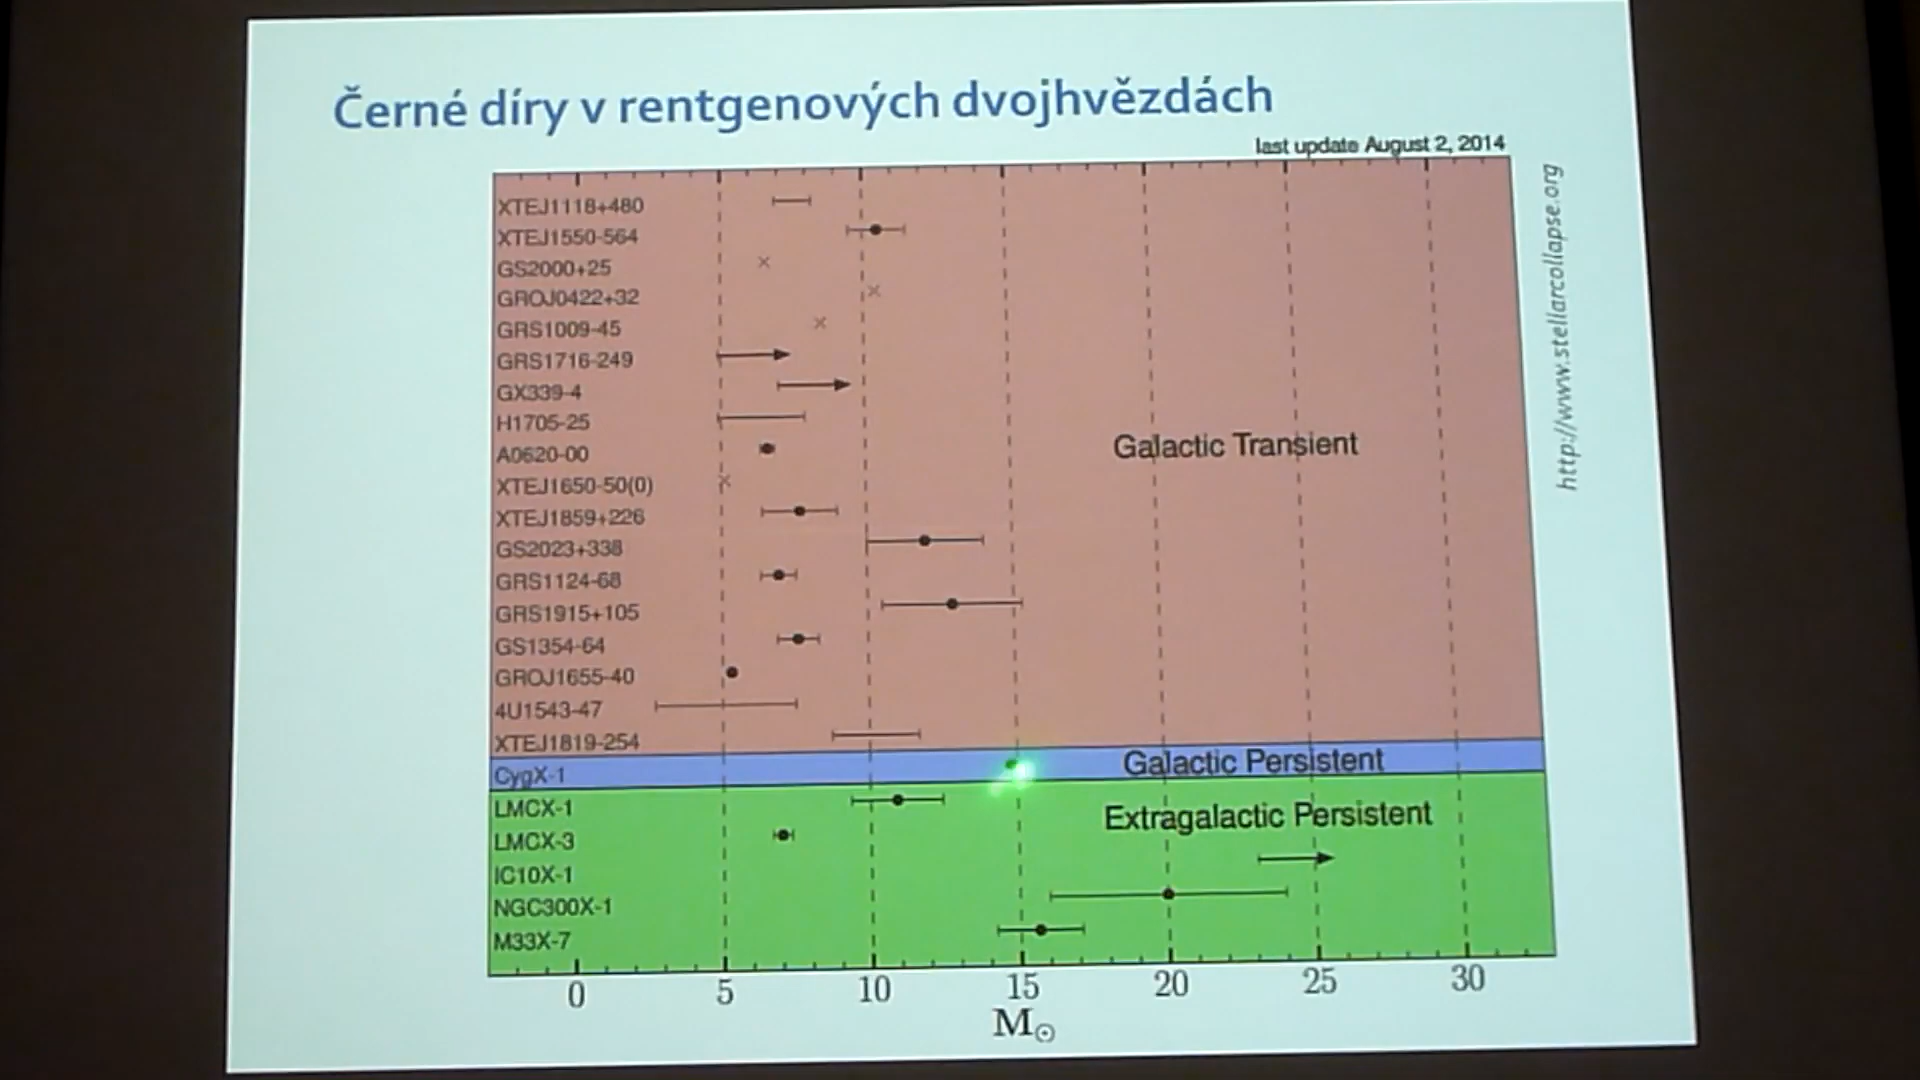 Černé díry v rentgenových dvojhvězdách
last update August 2, 2014
http://www.stellarcollapse.org
XTEJ1118+480
XTEJ1550-564
GS2000+25
GROJ0422+32
GRS1009-45
GRS1716-249
GX339-4
H1705-25
A0620-00
XTEJ1650-50(0)
XTEJ1859+226
GS2023+338
GRS1124-68
GRS1915+105
GS1354-64
GROJ1655-40
4U1543-47
XTEJ1819-254
Galactic Transient
CygX-1
Galactic Persistent
LMCX-1
LMCX-3
IC10X-1
NGC300X-1
M33X-7
Extragalactic Persistent
0 5 10 15 20 25 30
M☉